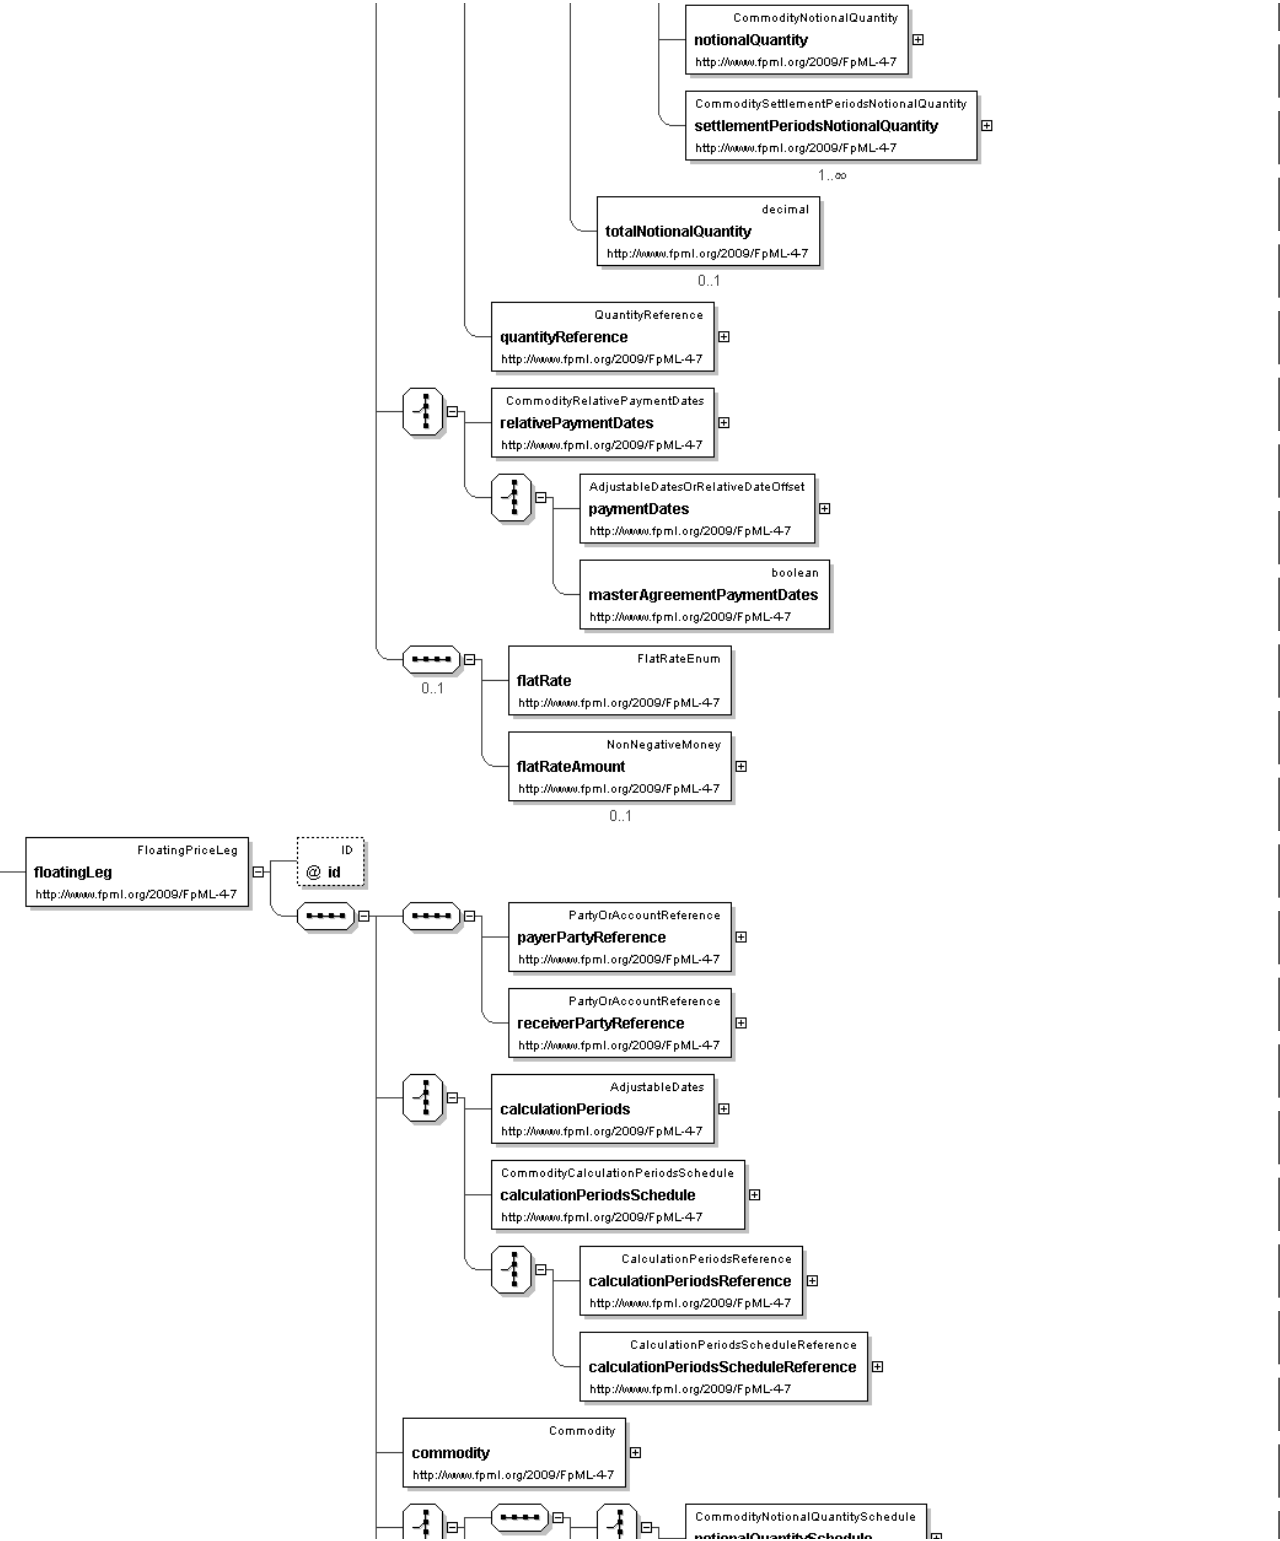 CommodityNotionalQuantity
notionalQuantity
http://www.fpml.org/2009/FpML-4-7
CommoditySettlementPeriodsNotionalQuantity
settlementPeriodsNotionalQuantity
http://www.fpml.org/2009/FpML-4-7
1..∞
decimal
totalNotionalQuantity
http://www.fpml.org/2009/FpML-4-7
0..1
QuantityReference
quantityReference
http://www.fpml.org/2009/FpML-4-7
CommodityRelativePaymentDates
relativePaymentDates
http://www.fpml.org/2009/FpML-4-7
AdjustableDatesOrRelativeDateOffset
paymentDates
http://www.fpml.org/2009/FpML-4-7
boolean
masterAgreementPaymentDates
http://www.fpml.org/2009/FpML-4-7
FlatRateEnum
flatRate
http://www.fpml.org/2009/FpML-4-7
0..1
NonNegativeMoney
flatRateAmount
http://www.fpml.org/2009/FpML-4-7
0..1
FloatingPriceLeg
floatingLeg
http://www.fpml.org/2009/FpML-4-7
ID
@ id
PartyOrAccountReference
payerPartyReference
http://www.fpml.org/2009/FpML-4-7
PartyOrAccountReference
receiverPartyReference
http://www.fpml.org/2009/FpML-4-7
AdjustableDates
calculationPeriods
http://www.fpml.org/2009/FpML-4-7
CommodityCalculationPeriodsSchedule
calculationPeriodsSchedule
http://www.fpml.org/2009/FpML-4-7
CalculationPeriodsReference
calculationPeriodsReference
http://www.fpml.org/2009/FpML-4-7
CalculationPeriodsScheduleReference
calculationPeriodsScheduleReference
http://www.fpml.org/2009/FpML-4-7
Commodity
commodity
http://www.fpml.org/2009/FpML-4-7
CommodityNotionalQuantitySchedule
notionalQuantitySchedule